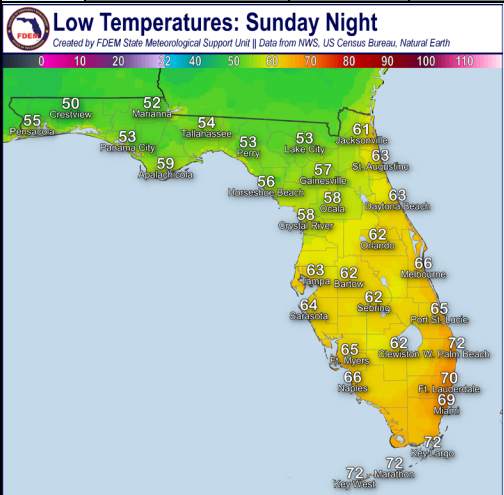 FDEM
Low Temperatures: Sunday Night
Created by FDEM State Meteorological Support Unit || Data from NWS, US Census Bureau, Natural Earth
0 10 20 32 40 50 60 70 80 90 100 110
50
Crestview
52
Marianna
55
Pensacola
54
Tallahassee
53
Panama City
53
Perry
53
Lake City
61
Jacksonville
59
Apalachicola
63
St. Augustine
57
Gainesville
56
Horseshoe Beach
58
Ocala
63
Daytona Beach
58
Crystal River
62
Orlando
63
Tampa
62
Bartow
66
Melbourne
62
Sebring
64
Sarasota
65
Port St. Lucie
65
Ft. Myers
62
Clewiston
72
W. Palm Beach
66
Naples
70
Ft. Lauderdale
69
Miami
72
Key Largo
72
Marathon
72
Key West